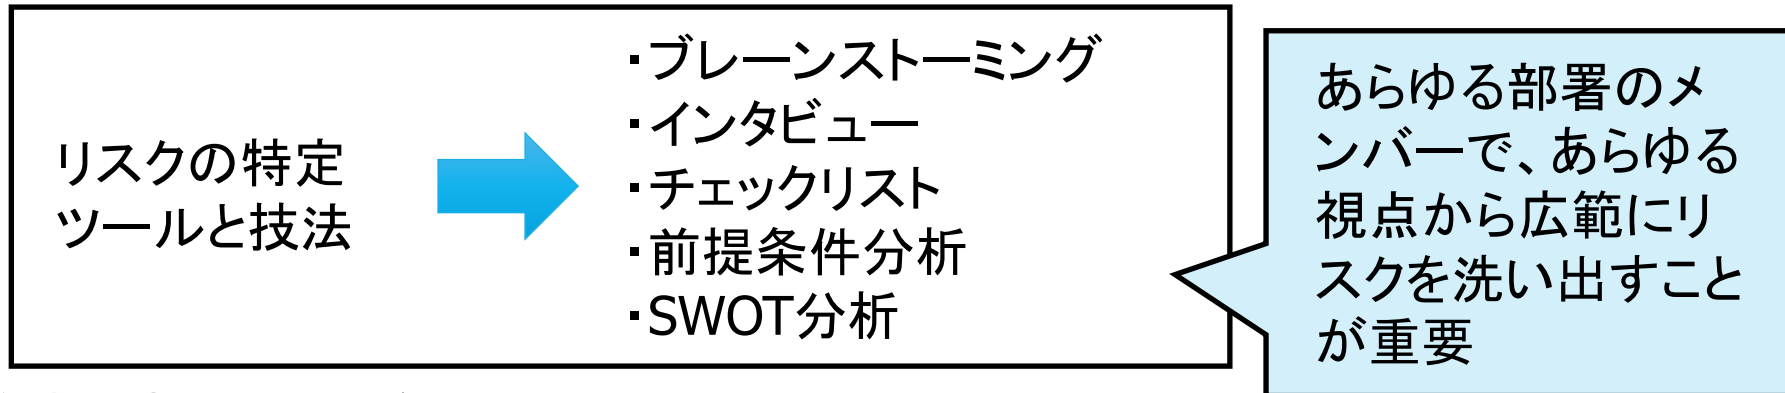 リスクの特定
ツールと技法
・ブレーンストーミング
・インタビュー
・チェックリスト
・前提条件分析
・SWOT分析
あらゆる部署のメ
ンバーで、あらゆる
視点から広範にリ
スクを洗い出すこと
が重要